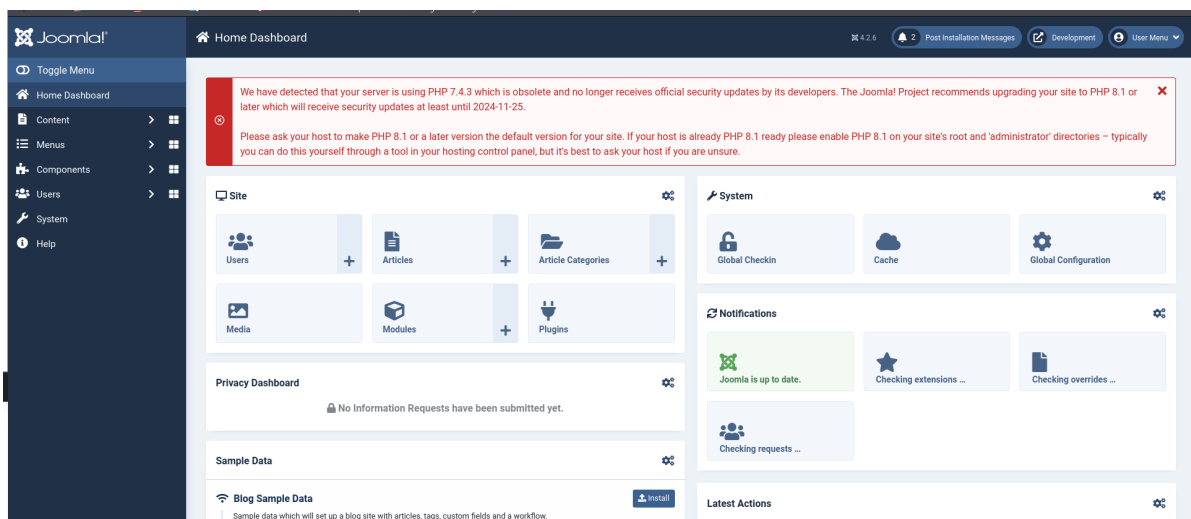 Joomla!®
Home Dashboard
4.2.6
2 Post Installation Messages
Development
User Menu
Toggle Menu
Home Dashboard
Content
Menus
Components
Users
System
Help
We have detected that your server is using PHP 7.4.3 which is obsolete and no longer receives official security updates by its developers. The Joomla! Project recommends upgrading your site to PHP 8.1 or
later which will receive security updates at least until 2024-11-25.
Please ask your host to make PHP 8.1 or a later version the default version for your site. If your host is already PHP 8.1 ready please enable PHP 8.1 on your site's root and 'administrator' directories – typically
you can do this yourself through a tool in your hosting control panel, but it's best to ask your host if you are unsure.
Site
Users
Articles
Article Categories
Media
Modules
Plugins
Privacy Dashboard
No Information Requests have been submitted yet.
Sample Data
Blog Sample Data
Install
Sample data which will set up a blog site with articles, tags, custom fields and a workflow.
System
Global Checkin
Cache
Global Configuration
Notifications
Joomla is up to date.
Checking extensions ...
Checking overrides ...
Checking requests ...
Latest Actions